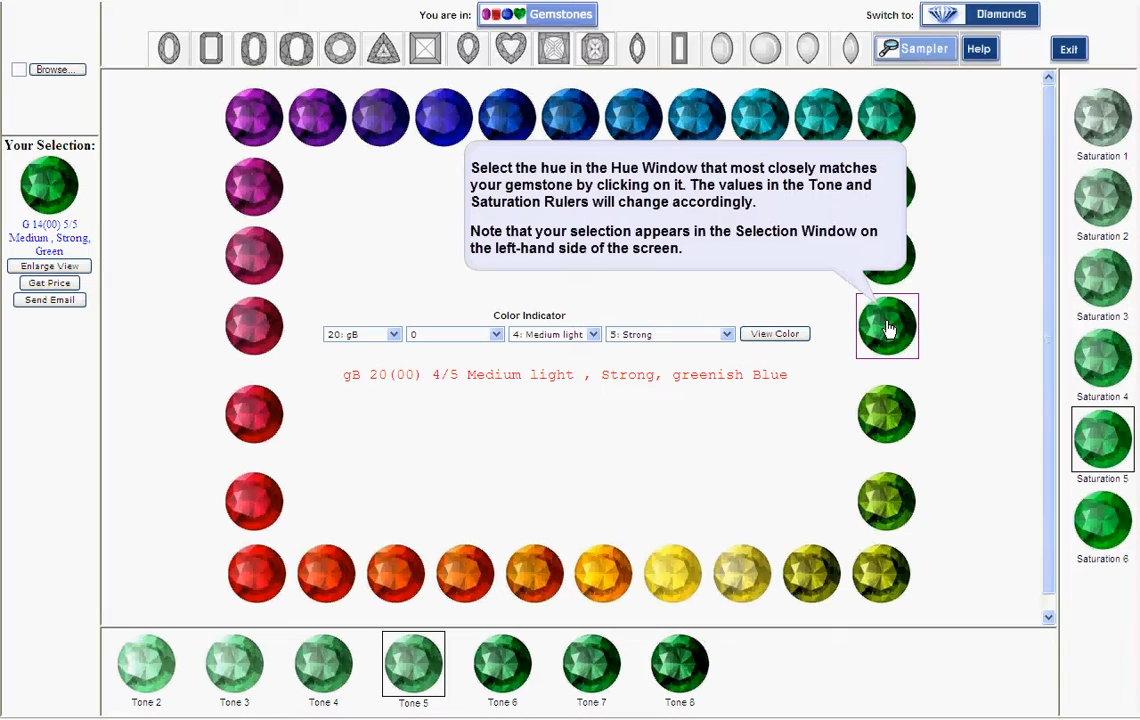 You are in:
Gemstones
Switch to:
Diamonds
Sampler
Help
Exit
Browse...
Your Selection:
G 14(00) 5/5
Medium , Strong,
Green
Enlarge View
Get Price
Send Email
Select the hue in the Hue Window that most closely matches
your gemstone by clicking on it. The values in the Tone and
Saturation Rulers will change accordingly.
Note that your selection appears in the Selection Window on
the left-hand side of the screen.
Color Indicator
20: gB 0 4: Medium light 5: Strong View Color
gB 20(00) 4/5 Medium light , Strong, greenish Blue
Saturation 1
Saturation 2
Saturation 3
Saturation 4
Saturation 5
Saturation 6
Tone 2 Tone 3 Tone 4 Tone 5 Tone 6 Tone 7 Tone 8